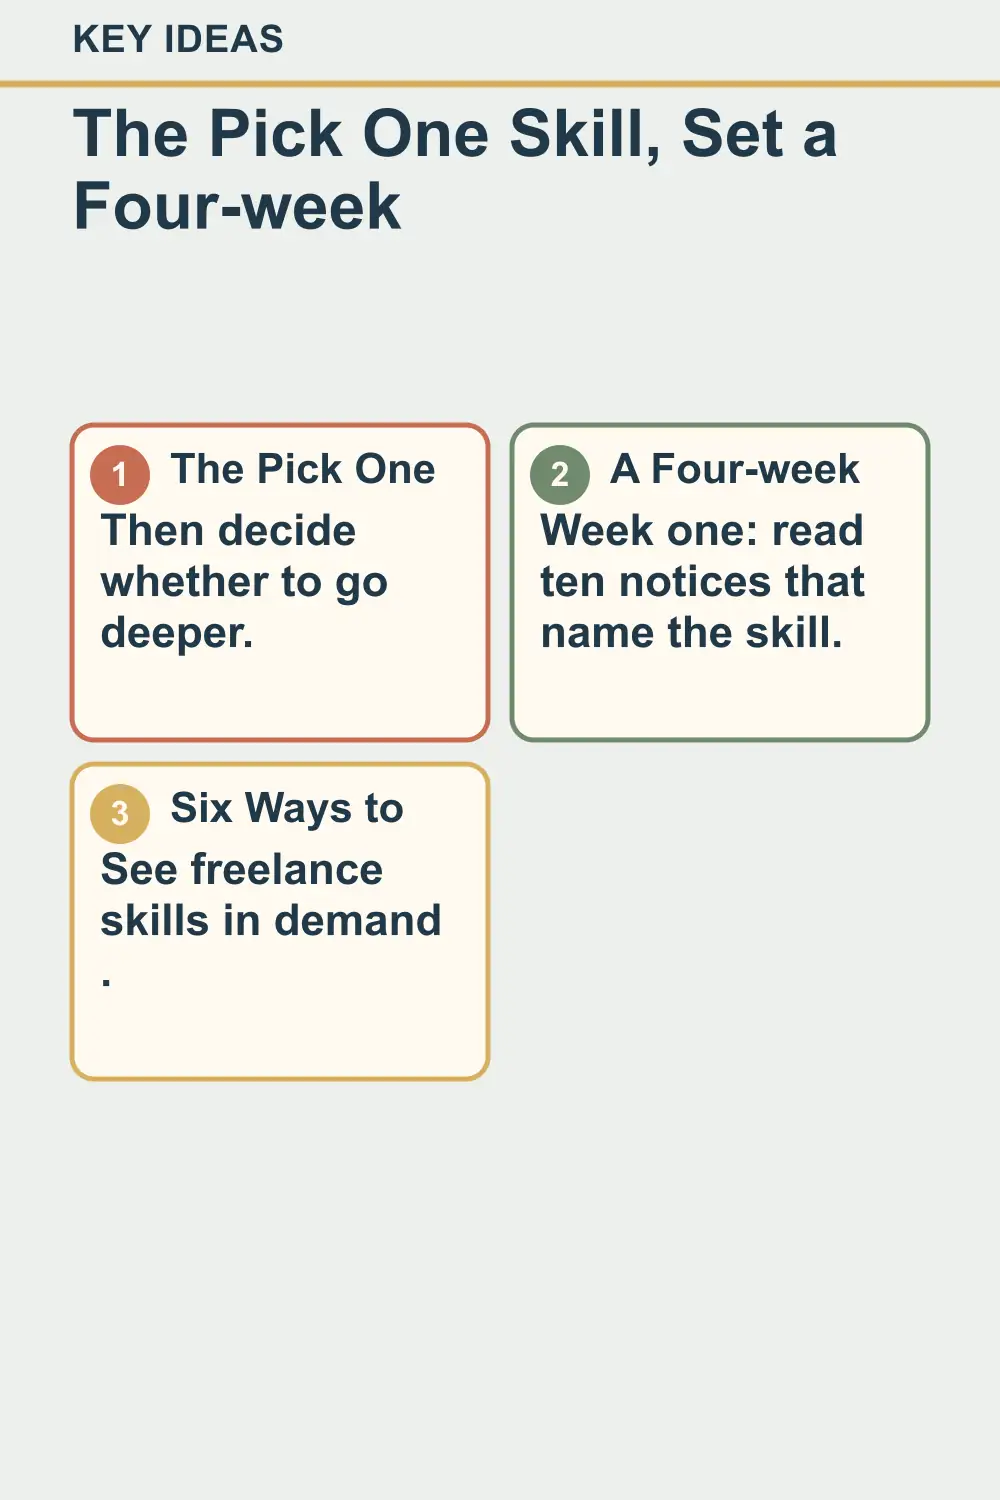 KEY IDEAS
The Pick One Skill, Set a
Four-week
1 The Pick One
Then decide
whether to go
deeper.
2 A Four-week
Week one: read
ten notices that
name the skill.
3 Six Ways to
See freelance
skills in demand
.